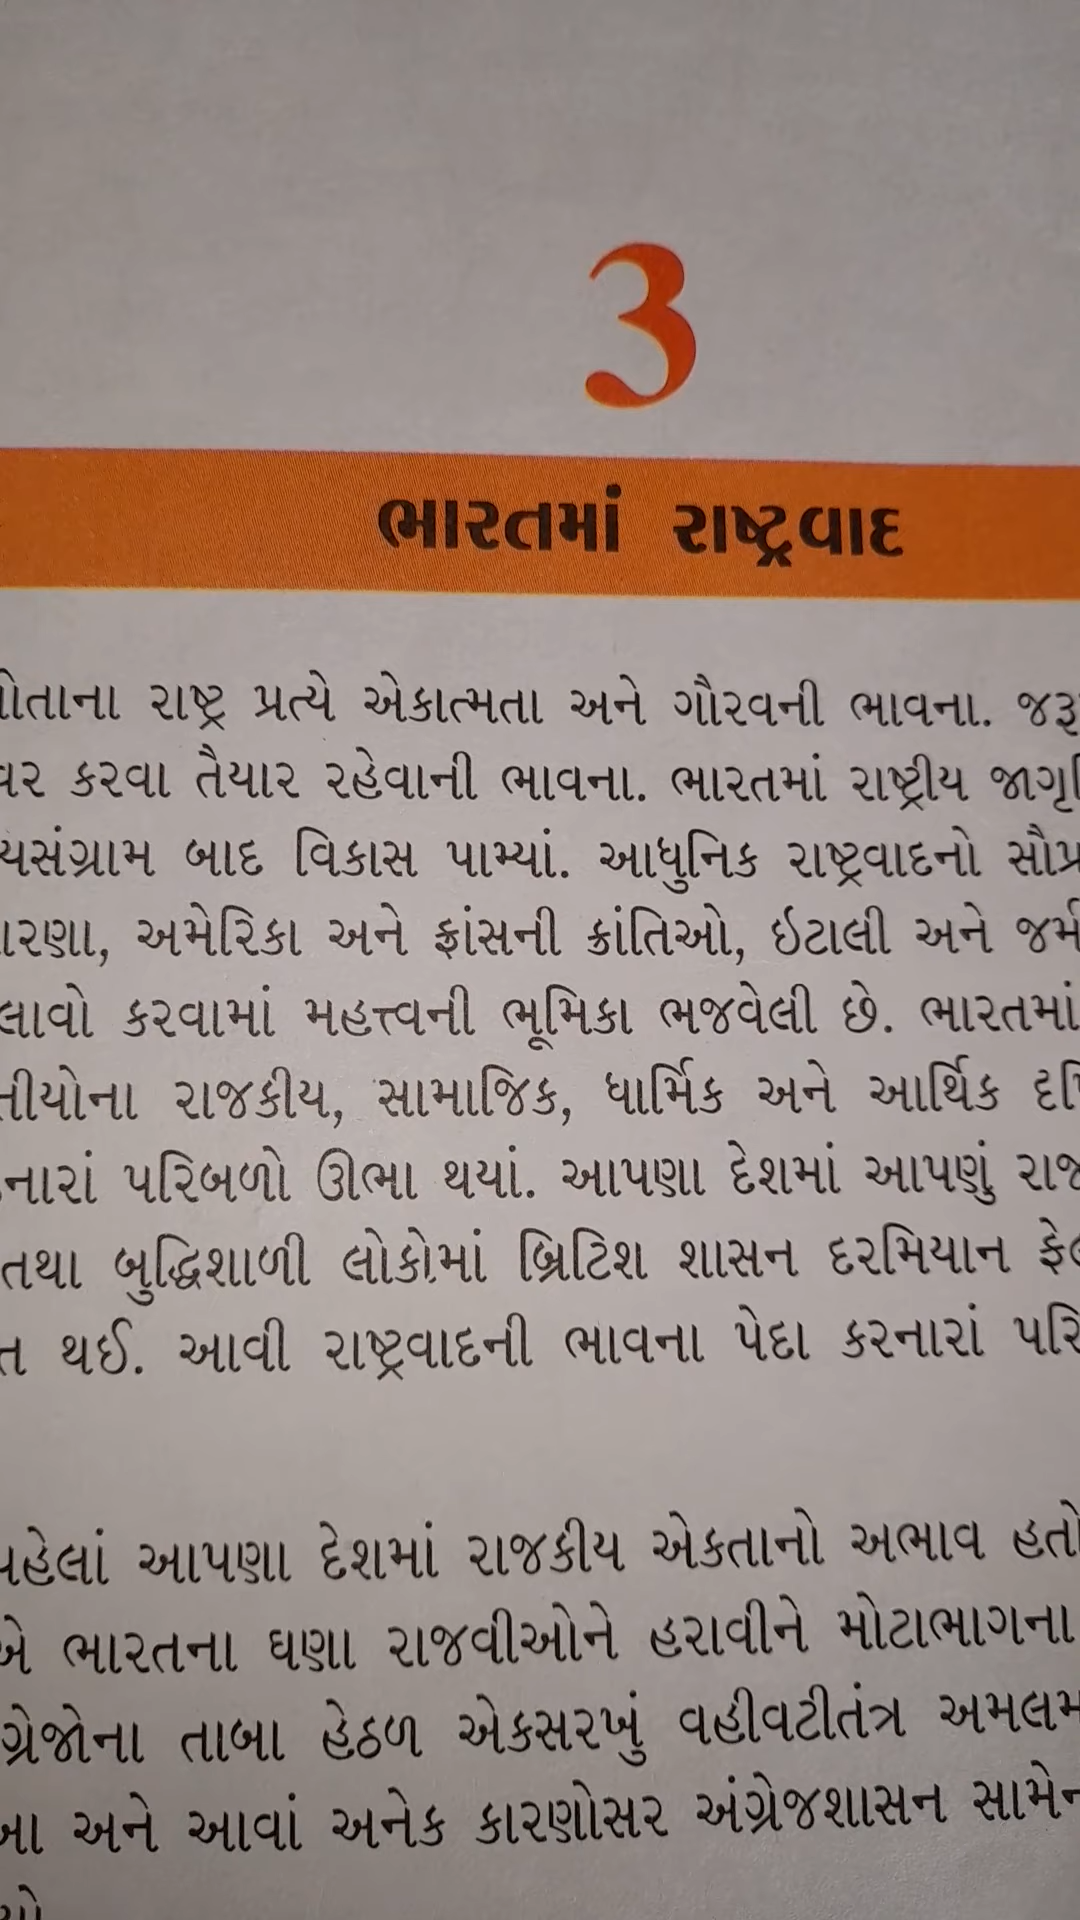 3
ભારતમાં રાષ્ટ્રવાદ
રાષ્ટ્ર પ્રત્યે એકાત્મતા અને ગૌરવની ભાવના.
કરવા તૈયાર રહેવાની ભાવના. ભારતમાં રાષ્ટ્રીય
બાદ વિકાસ પામ્યાં. આધુનિક રાષ્ટ્રવાદનો
અમેરિકા અને ફ્રાંસની ક્રાંતિઓ, ઇટાલી અને
કરવામાં મહત્ત્વની ભૂમિકા ભજવેલી છે. ભારતમાં
રાજકીય, સામાજિક, ધાર્મિક અને આર્થિક
પરિબળો ઊભા થયાં. આપણા દેશમાં આપણું
તથા બુદ્ધિશાળી લોકોમાં બ્રિટિશ શાસન દરમિયાન
થઈ. આવી રાષ્ટ્રવાદની ભાવના પેદા કરનારાં
પહેલાં આપણા દેશમાં રાજકીય એકતાનો અભાવ
ભારતના ઘણા રાજવીઓને હરાવીને મોટાભાગના
તાબા હેઠળ એકસરખું વહીવટીતંત્ર
અને આવાં અનેક કારણોસર અંગ્રેજશાસન